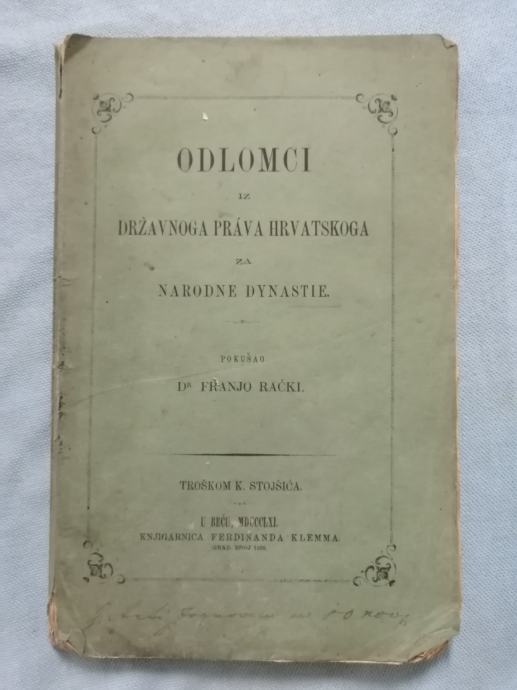 ODLOMCI
IZ
DRŽAVNOGA PRÁVA HRVATSKOGA
ZA
NARODNE DYNASTIE.
POKUŠAO
DR FRANJO RAČKI.
TROŠKOM K. STOJŠIĆA.
U BEČU, MDCCCLXI.
KNJIGARNICA FERDINANDA KLEMMA.